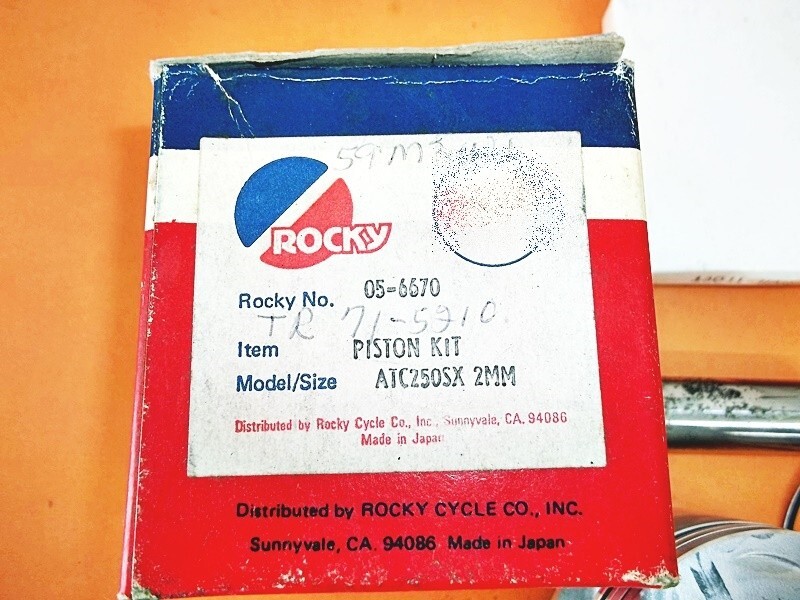 ROCKY
Rocky No. 05-6670
TR 71-5910
Item PISTON KIT
Model/Size ATC250SX 2MM
Distributed by Rocky Cycle Co., Inc., Sunnyvale, CA. 94086
Made in Japan
Distributed by ROCKY CYCLE CO., INC.
Sunnyvale, CA. 94086 Made in Japan